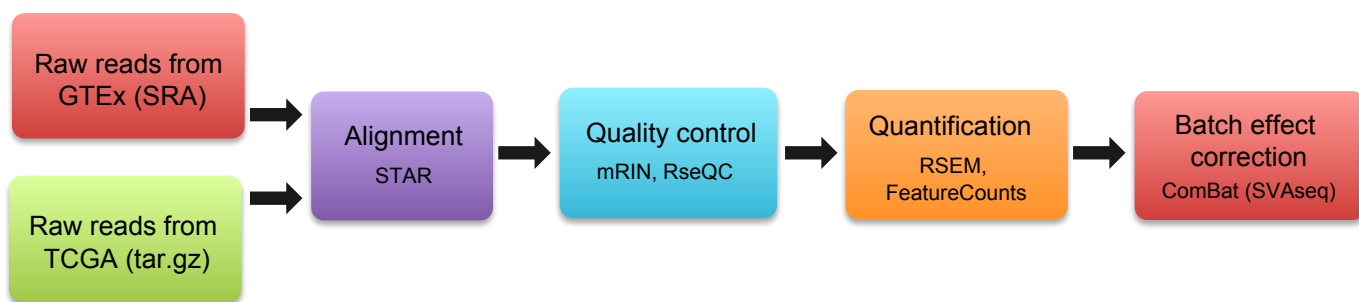 Raw reads from
GTEx (SRA)
Raw reads from
TCGA (tar.gz)
Alignment
STAR
Quality control
mRIN, RseQC
Quantification
RSEM,
FeatureCounts
Batch effect
correction
ComBat (SVAseq)